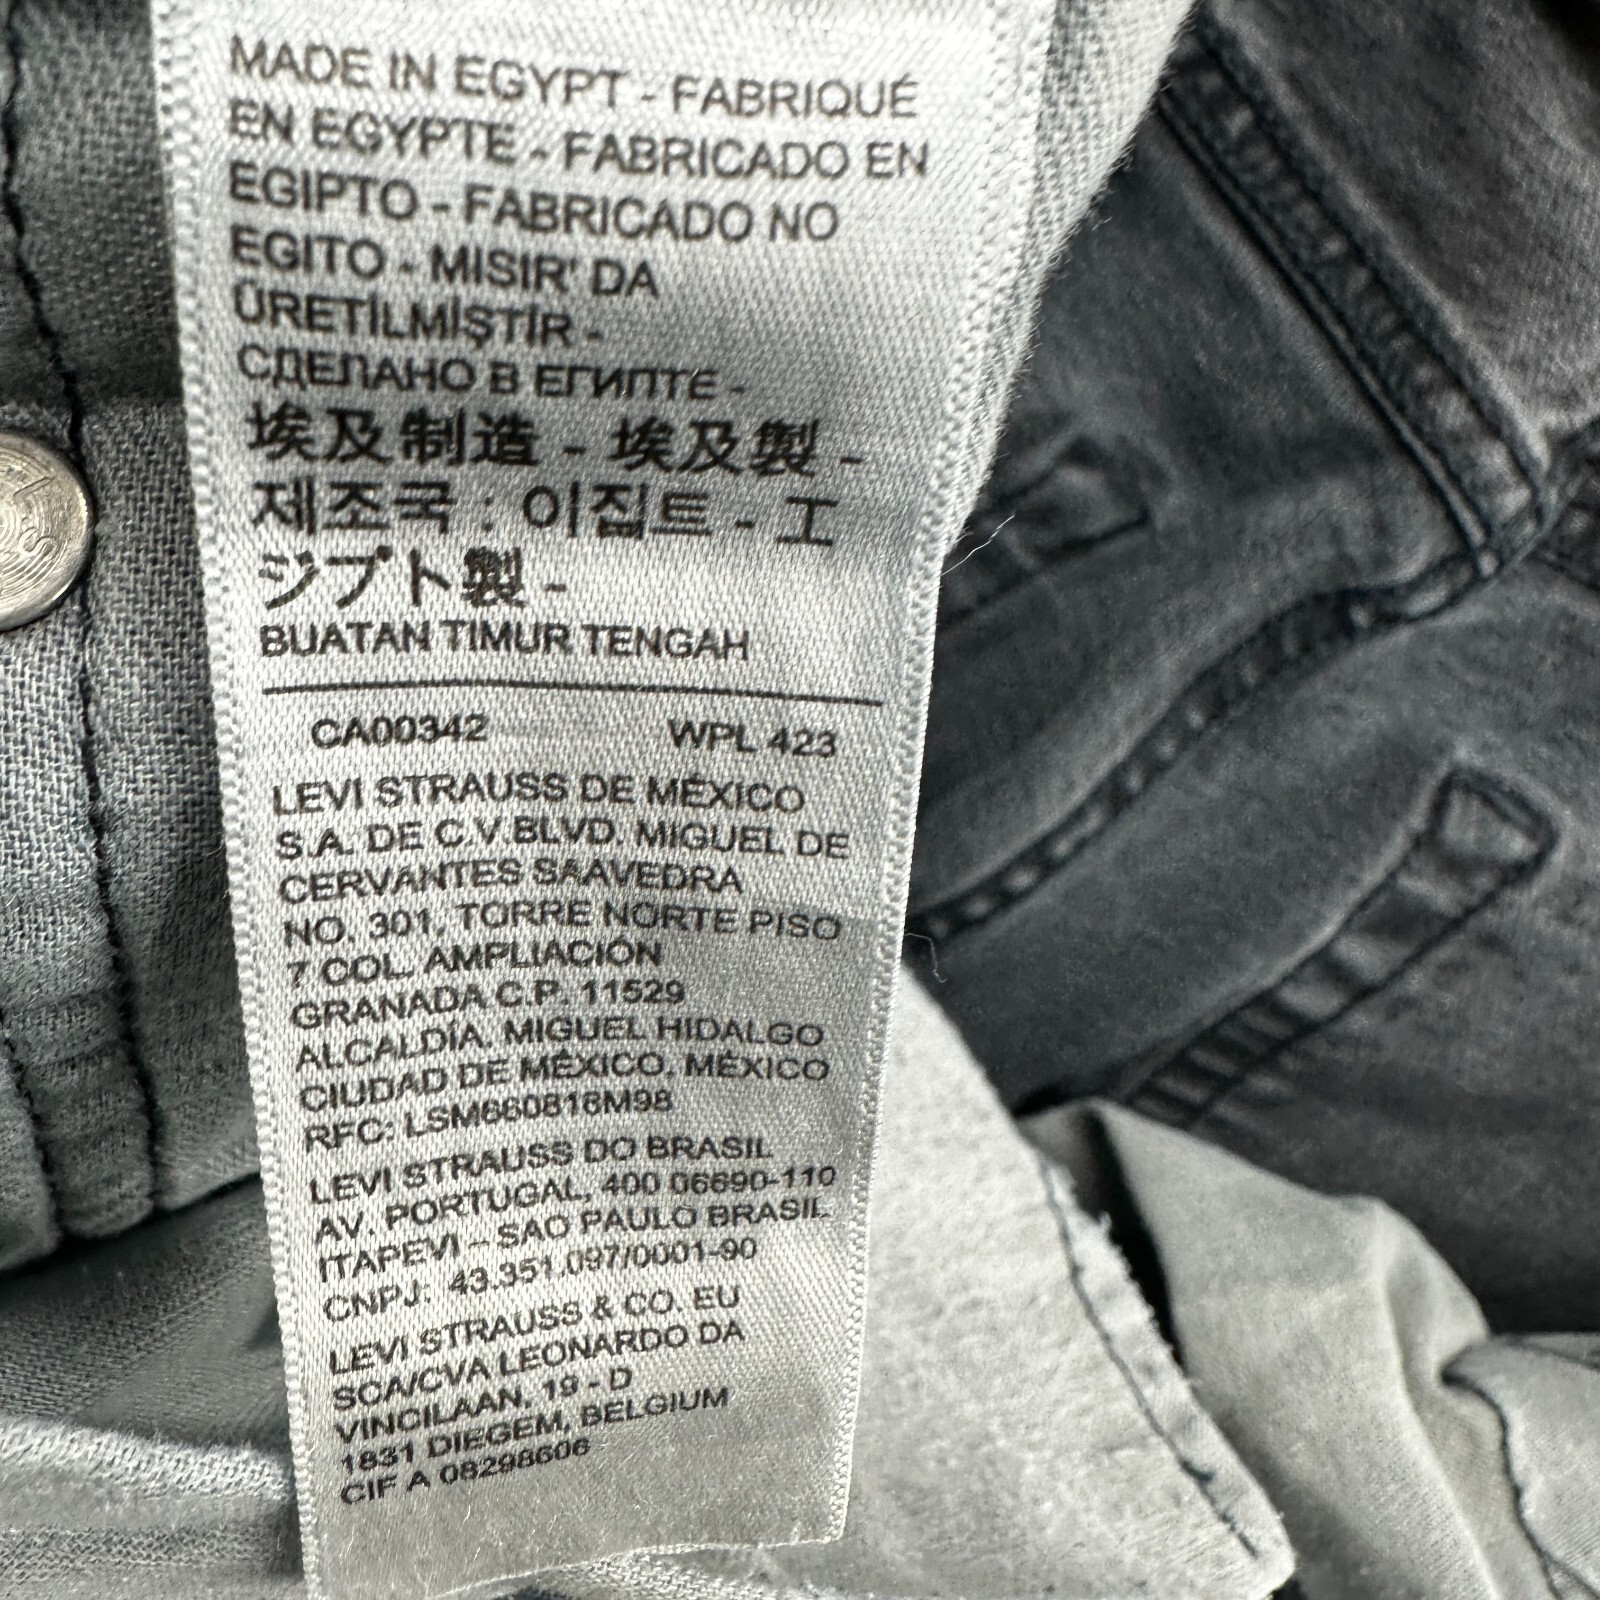 MADE IN EGYPT - FABRIQUÉ
EN EGYPTE - FABRICADO EN
EGIPTO - FABRICADO NO
EGITO - MISIR' DA
ÜRETİLMİŞTİR -
СДЕЛАНО В ЕГИПТЕ -
埃及制造 - 埃及製 -
제조국 : 이집트 - エ
ジプト製 -
BUATAN TIMUR TENGAH
CA00342 WPL 423
LEVI STRAUSS DE MÉXICO
S.A. DE C.V.BLVD. MIGUEL DE
CERVANTES SAAVEDRA
NO. 301, TORRE NORTE PISO
7 COL. AMPLIACIÓN
GRANADA C.P. 11529
ALCALDÍA. MIGUEL HIDALGO
CIUDAD DE MÉXICO, MÉXICO
RFC: LSM660816M98
LEVI STRAUSS DO BRASIL
AV. PORTUGAL, 400 06690-110
ITAPEVI – SAO PAULO BRASIL
CNPJ: 43.351.097/0001-90
LEVI STRAUSS & CO. EU
SCA/CVA LEONARDO DA
VINCILAAN, 19 - D
1831 DIEGEM, BELGIUM
CIF A 08298606